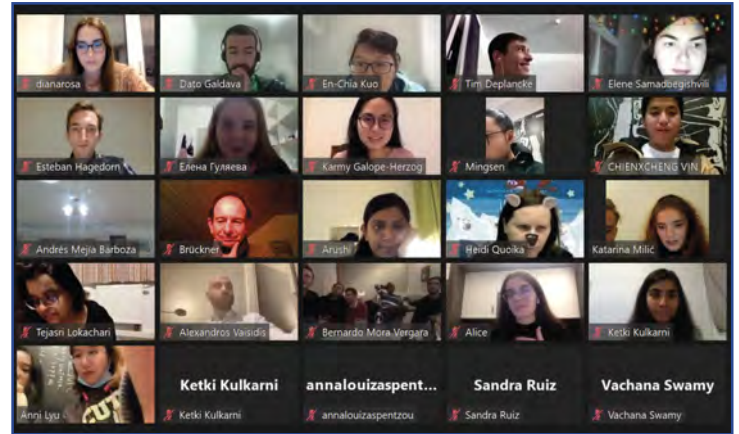 dianarosa
Dato Galdava
En-Chia Kuo
Tim Deplancke
Elene Samadbegishvili
Esteban Hagedorn
Елена Гуляева
Karmy Galope-Herzog
Mingsen
CHIENXCHENG VIN
Andrés Mejía Barboza
Brückner
Arushi
Heidi Quoika
Katarina Milić
Tejasri Lokachari
Alexandros Vaisidis
Bernardo Mora Vergara
Alice
Ketki Kulkarni
Anni Lyu
Ketki Kulkarni
Ketki Kulkarni
annalouizaspent...
annalouizaspentzou
Sandra Ruiz
Sandra Ruiz
Vachana Swamy
Vachana Swamy